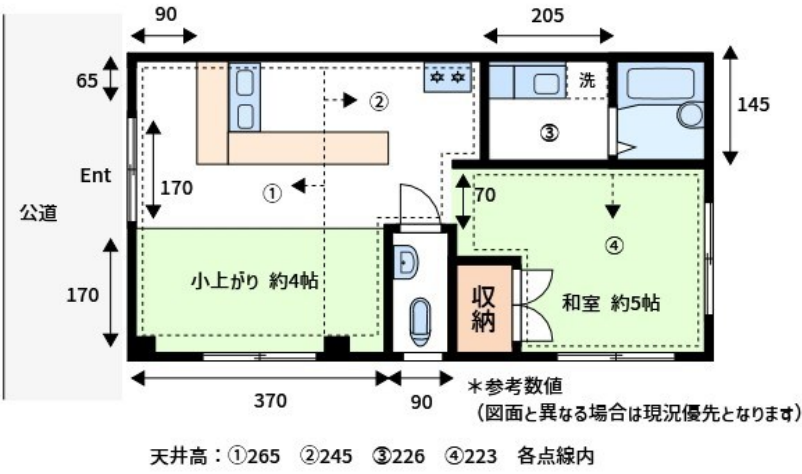 90
205
65
②
洗
145
③
Ent
170
①
70
公道
④
170
小上がり 約4帖
収納
和室 約5帖
370
90
＊参考数値
（図面と異なる場合は現況優先となります）
天井高：①265 ②245 ③226 ④223 各点線内